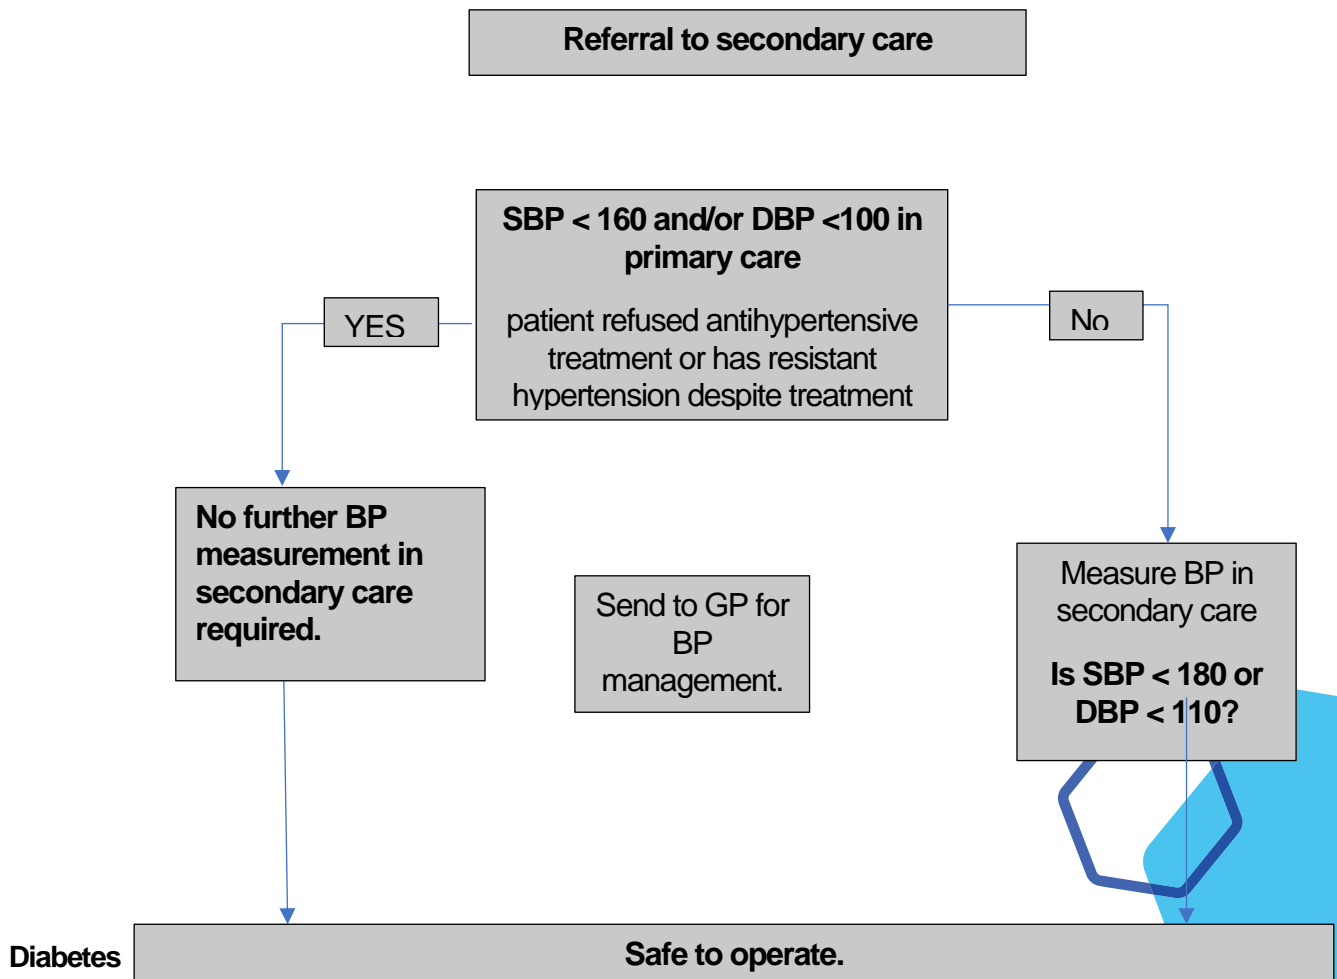 Referral to secondary care
SBP < 160 and/or DBP <100 in
primary care
patient refused antihypertensive
treatment or has resistant
hypertension despite treatment
YES
No
No further BP
measurement in
secondary care
required.
Send to GP for
BP
management.
Measure BP in
secondary care
Is SBP < 180 or
DBP < 110?
Diabetes
Safe to operate.